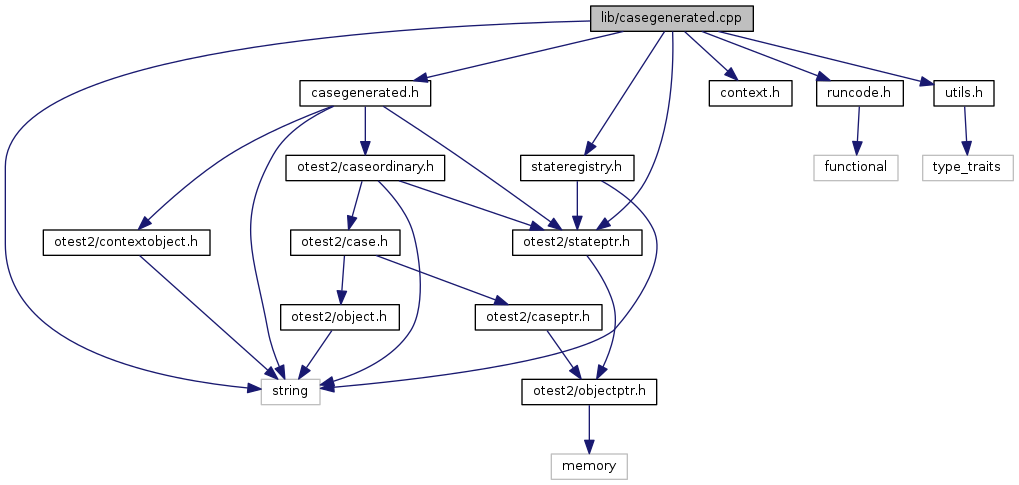 lib/casegenerated.cpp
casegenerated.h
context.h
runcode.h
utils.h
otest2/caseordinary.h
stateregistry.h
functional
type_traits
otest2/contextobject.h
otest2/case.h
otest2/stateptr.h
otest2/object.h
otest2/caseptr.h
string
otest2/objectptr.h
memory